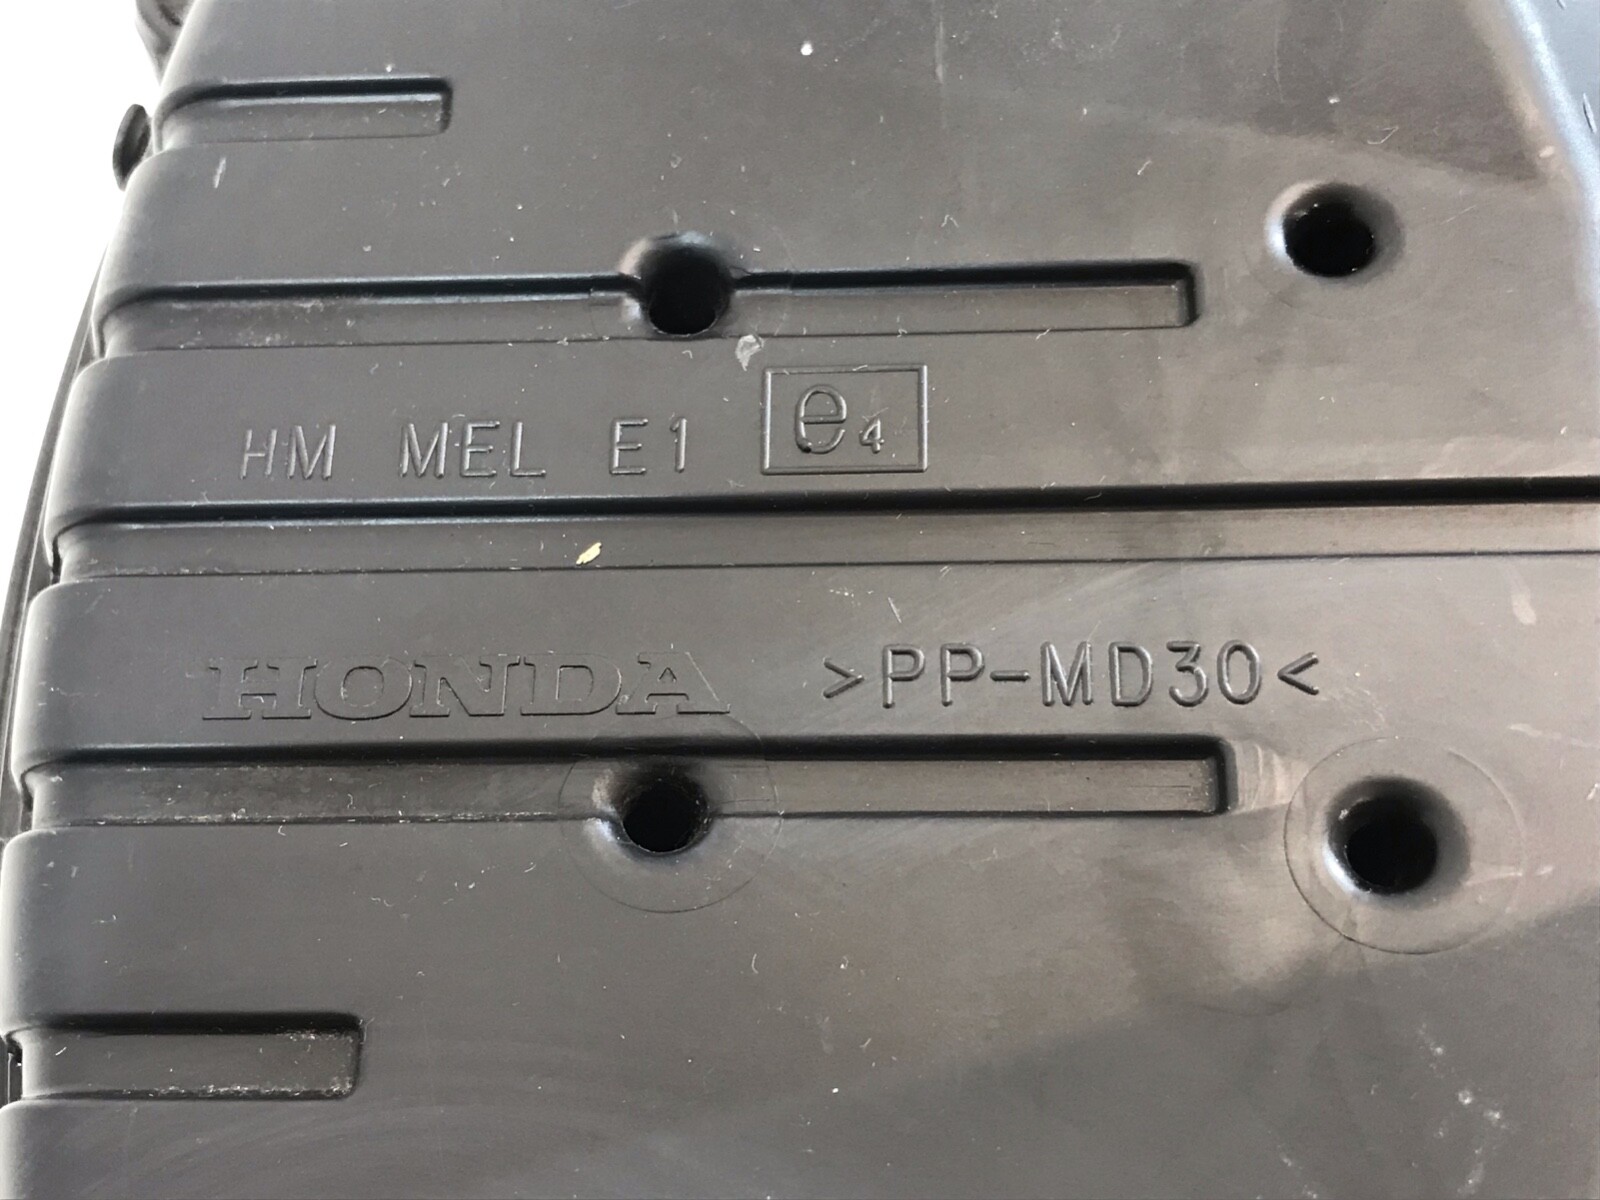 HM MEL E1 e4
HONDA >PP-MD30<